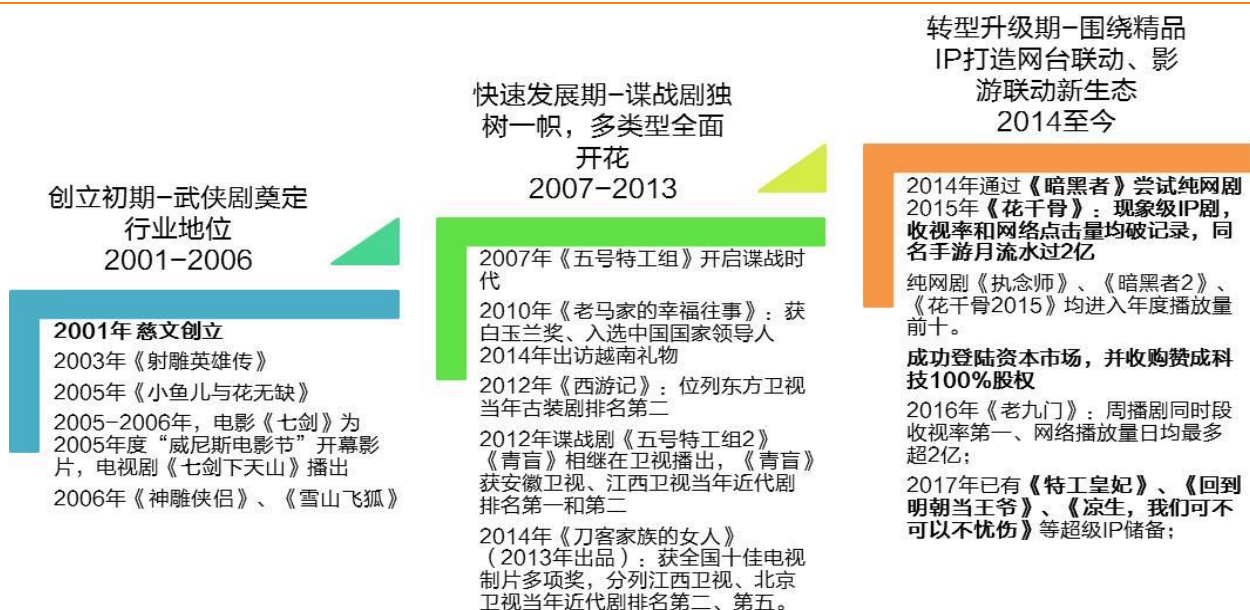 创立初期-武侠剧奠定
行业地位
2001-2006
2001年慈文创立
2003年《射雕英雄传》
2005年《小鱼儿与花无缺》
2005-2006年，电影《七剑》为
2005年度“威尼斯电影节”开幕影
片，电视剧《七剑下天山》播出
2006年《神雕侠侣》、《雪山飞狐》
快速发展期-谍战剧独
树一帜，多类型全面
开花
2007-2013
2007年《五号特工组》开启谍战时
代
2010年《老马家的幸福往事》：获
白玉兰奖、入选中国国家领导人
2014年出访越南礼物
2012年《西游记》：位列东方卫视
当年古装剧排名第二
2012年谍战剧《五号特工组2》
《青盲》相继在卫视播出，《青盲》
获安徽卫视、江西卫视当年近代剧
排名第一和第二
2014年《刀客家族的女人》
（2013年出品）：获全国十佳电视
制片多项奖，分列江西卫视、北京
卫视当年近代剧排名第二、第五。
转型升级期-围绕精品
IP打造网台联动、影
游联动新生态
2014至今
2014年通过《暗黑者》尝试纯网剧
2015年《花千骨》：现象级IP剧，
收视率和网络点击量均破记录，同
名手游月流水过2亿
纯网剧《执念师》、《暗黑者2》、
《花千骨2015》均进入年度播放量
前十。
成功登陆资本市场，并收购赞成科
技100%股权
2016年《老九门》：周播剧同时段
收视率第一、网络播放量日均最多
超2亿；
2017年已有《特工皇妃》、《回到
明朝当王爷》、《凉生，我们可不
可以不忧伤》等超级IP储备；